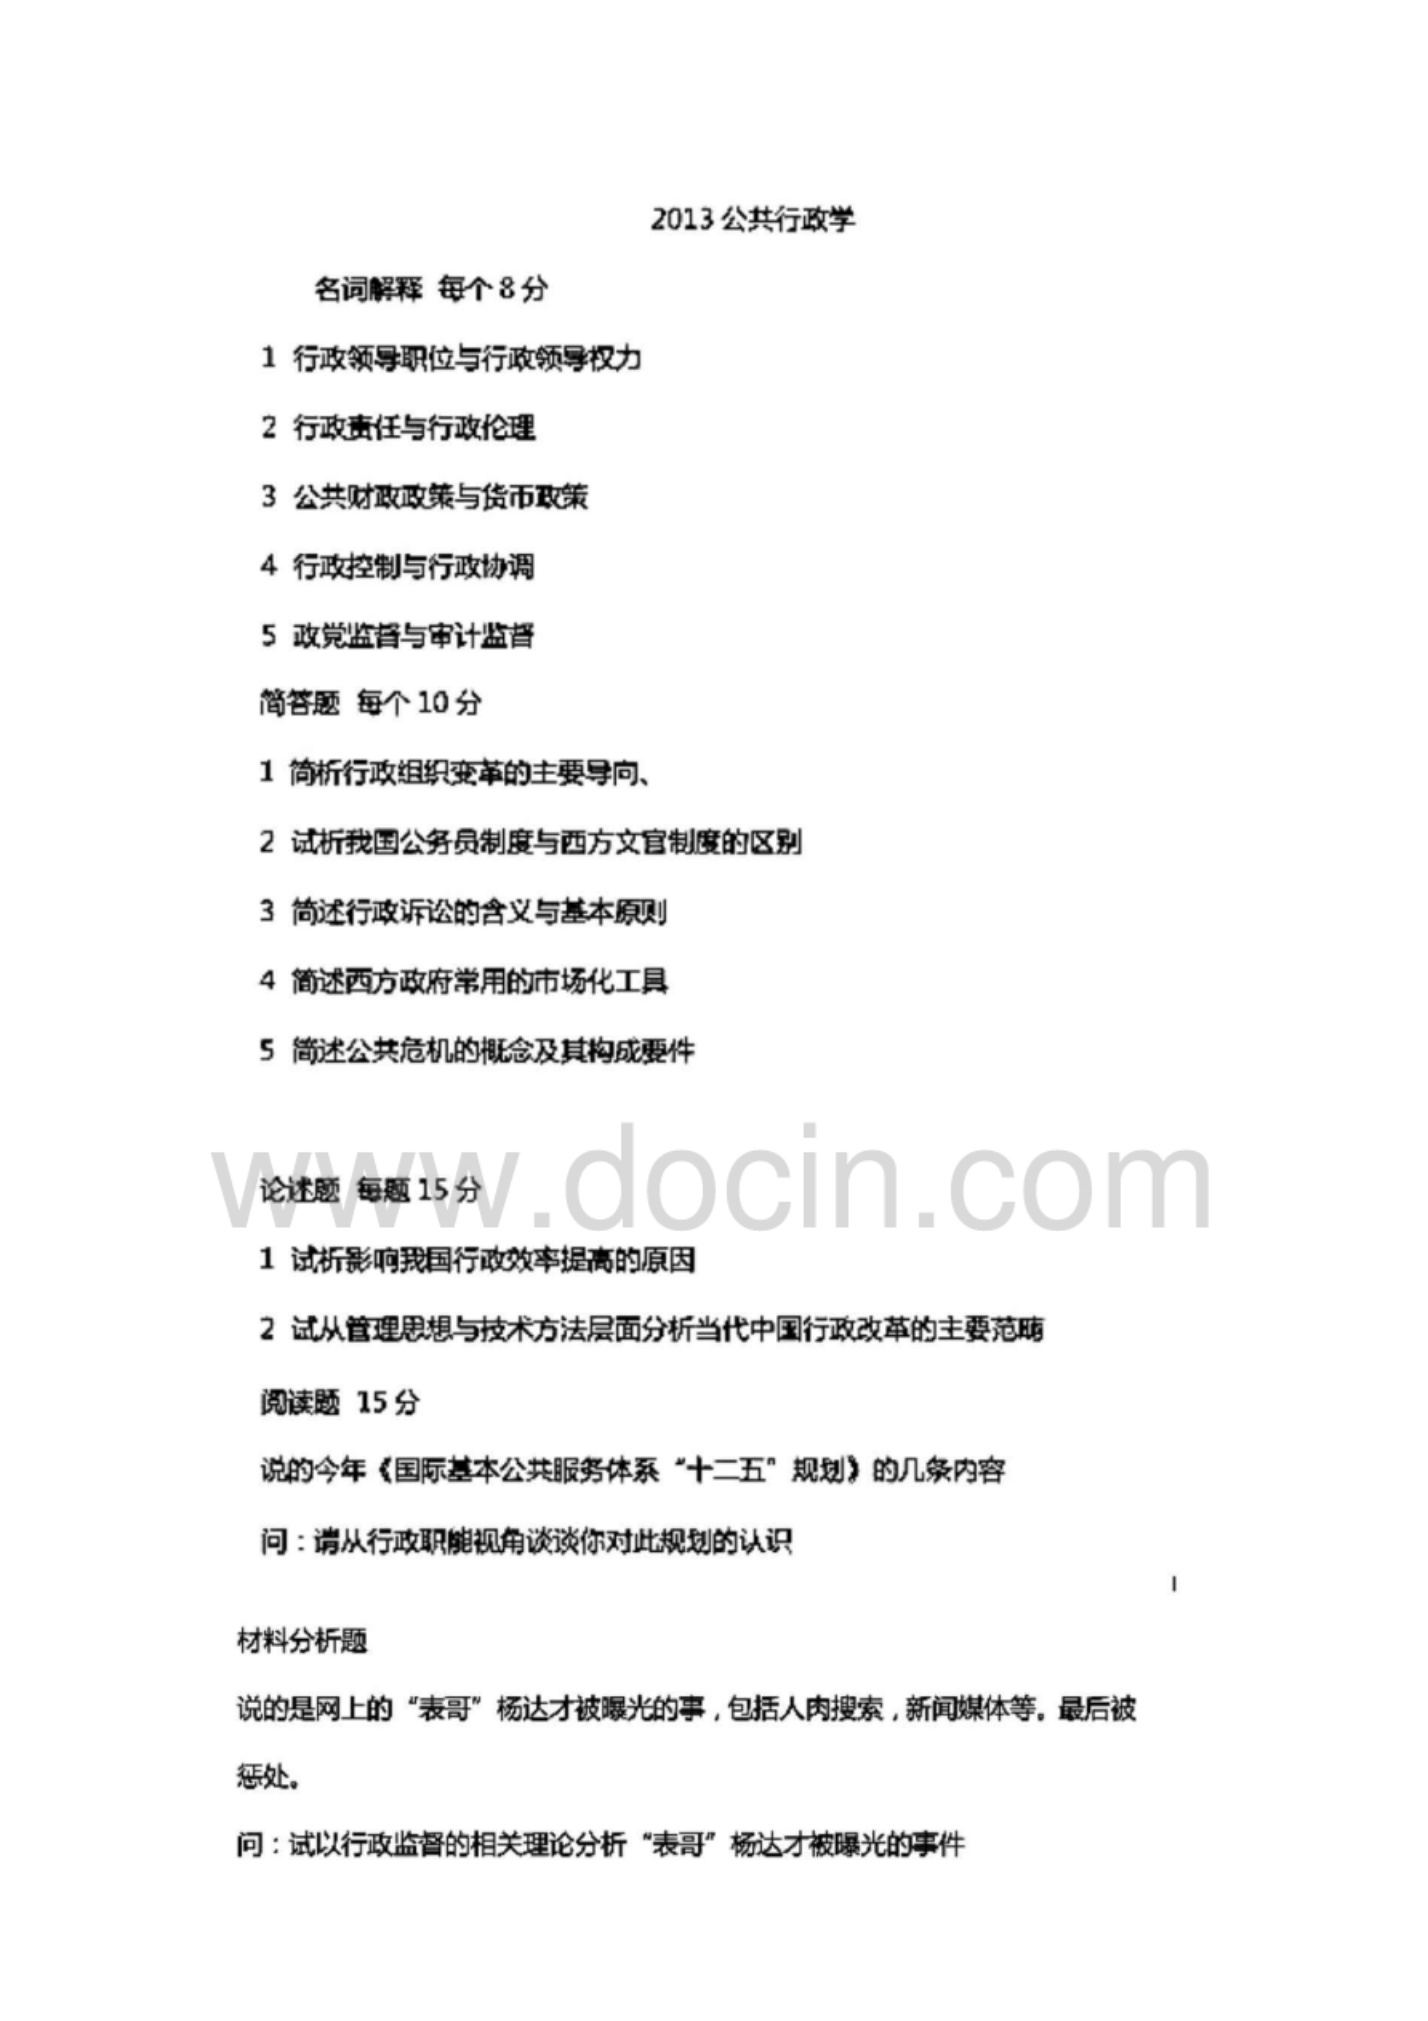 2013 公共行政学
名词解释 每个 8 分
1 行政领导职位与行政领导权力
2 行政责任与行政伦理
3 公共财政政策与货币政策
4 行政控制与行政协调
5 政党监督与审计监督
简答题 每个 10 分
1 简析行政组织变革的主要导向、
2 试析我国公务员制度与西方文官制度的区别
3 简述行政诉讼的含义与基本原则
4 简述西方政府常用的市场化工具
5 简述公共危机的概念及其构成要件
www.docin.com
论述题 每题 15 分
1 试析影响我国行政效率提高的原因
2 试从管理思想与技术方法层面分析当代中国行政改革的主要范畴
阅读题 15 分
说的今年《国际基本公共服务体系“十二五”规划》的几条内容
问：请从行政职能视角谈谈你对此规划的认识
材料分析题
说的是网上的“表哥”杨达才被曝光的事，包括人肉搜索，新闻媒体等。最后被
惩处。
问：试以行政监督的相关理论分析“表哥”杨达才被曝光的事件